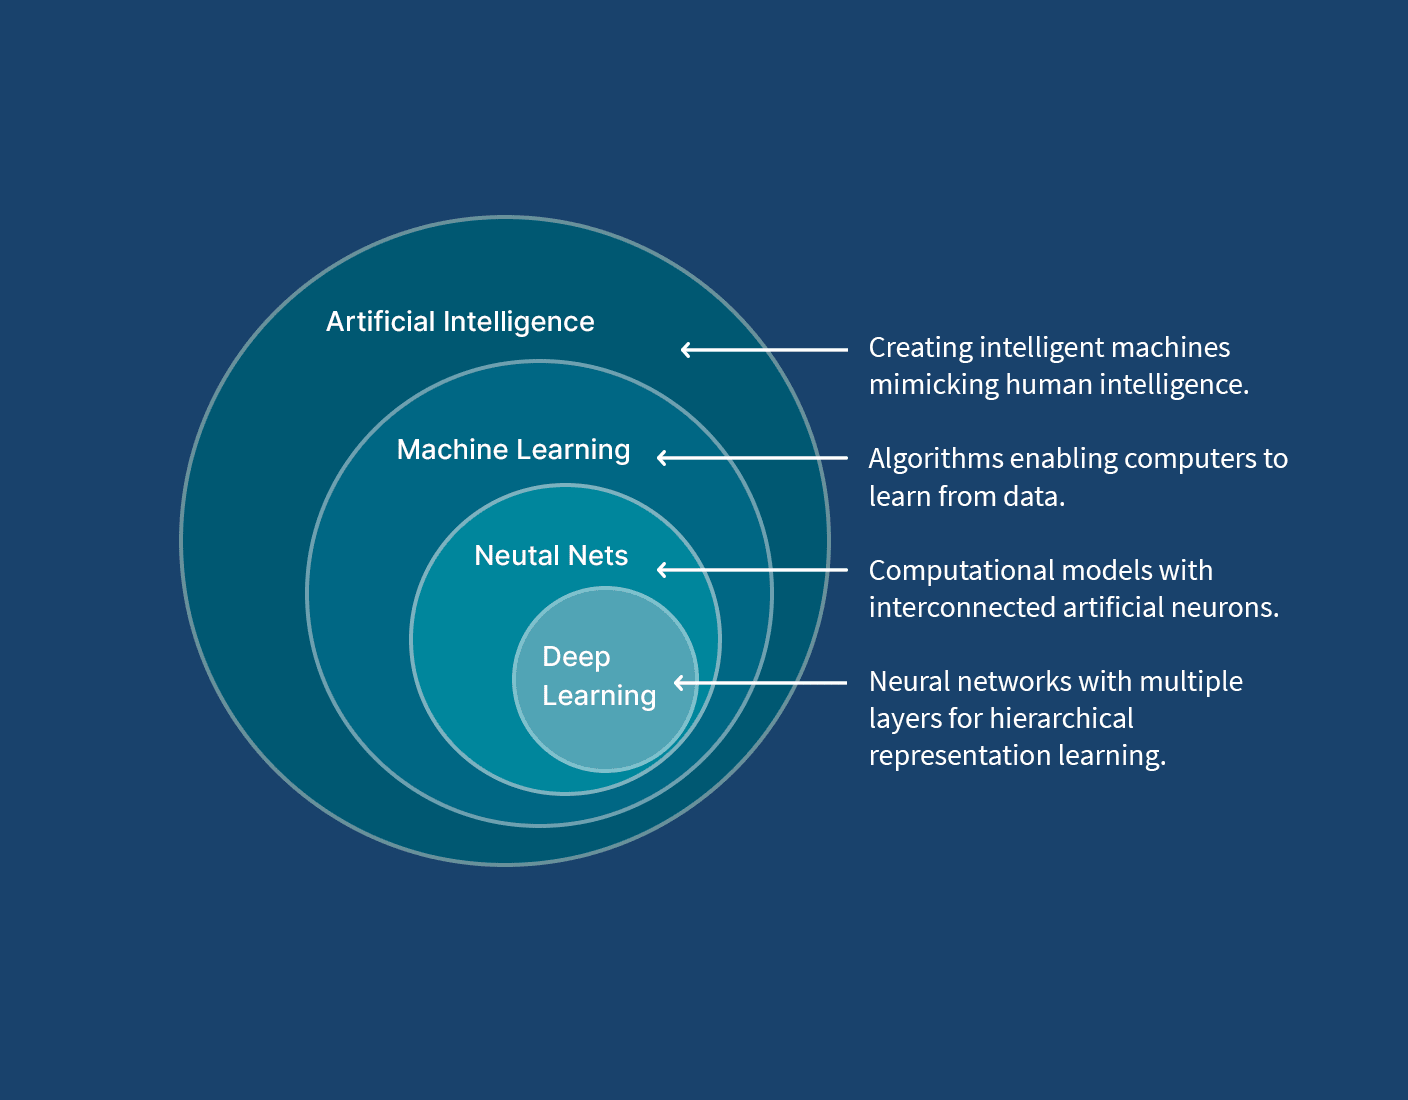 Artificial Intelligence
Creating intelligent machines
mimicking human intelligence.
Machine Learning
Algorithms enabling computers to
learn from data.
Neutal Nets
Computational models with
interconnected artificial neurons.
Deep
Learning
Neural networks with multiple
layers for hierarchical
representation learning.